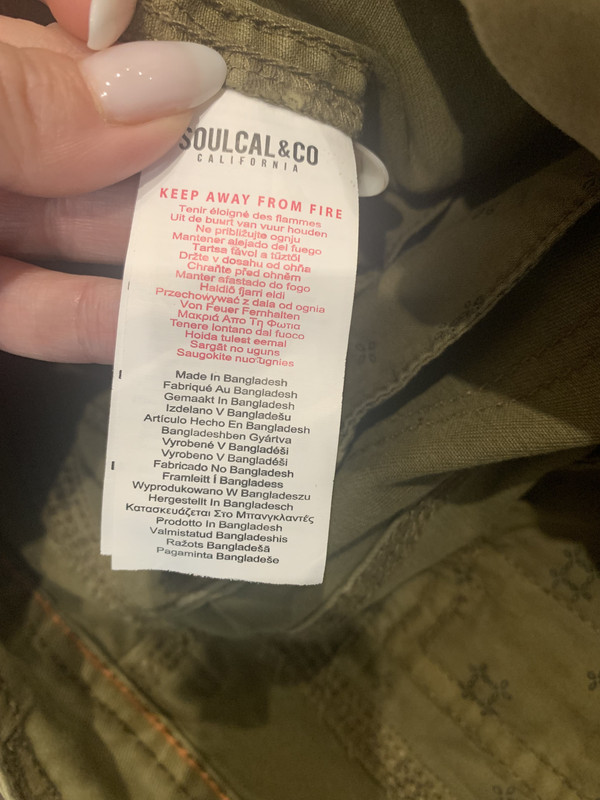 SOULCAL&CO
CALIFORNIA
KEEP AWAY FROM FIRE
Tenir éloigné des flammes
Uit de buurt van vuur houden
Ne približujte ognju
Mantener alejado del fuego
Tartsa távol a tűztől
Držte v dosahu od ohňa
Chraňte před ohněm
Manter afastado do fogo
Haldið fjarri eldi
Przechowywać z dala od ognia
Von Feuer Fernhalten
Μακριά Απο Τη Φωτια
Tenere lontano dal fuoco
Hoida tulest eemal
Sargāt no uguns
Saugokite nuo ugnies
Made In Bangladesh
Fabriqué Au Bangladesh
Gemaakt In Bangladesh
Izdelano V Bangladešu
Artículo Hecho En Bangladesh
Bangladeshben Gyártva
Vyrobené V Bangladéši
Vyrobeno V Bangladéši
Fabricado No Bangladesh
Framleitt Í Bangladess
Wyprodukowano W Bangladeszu
Hergestellt In Bangladesch
Κατασκευάζεται Στο Μπανγκλαντές
Prodotto In Bangladesh
Valmistatud Bangladeshis
Ražots Bangladešā
Pagaminta Bangladeše